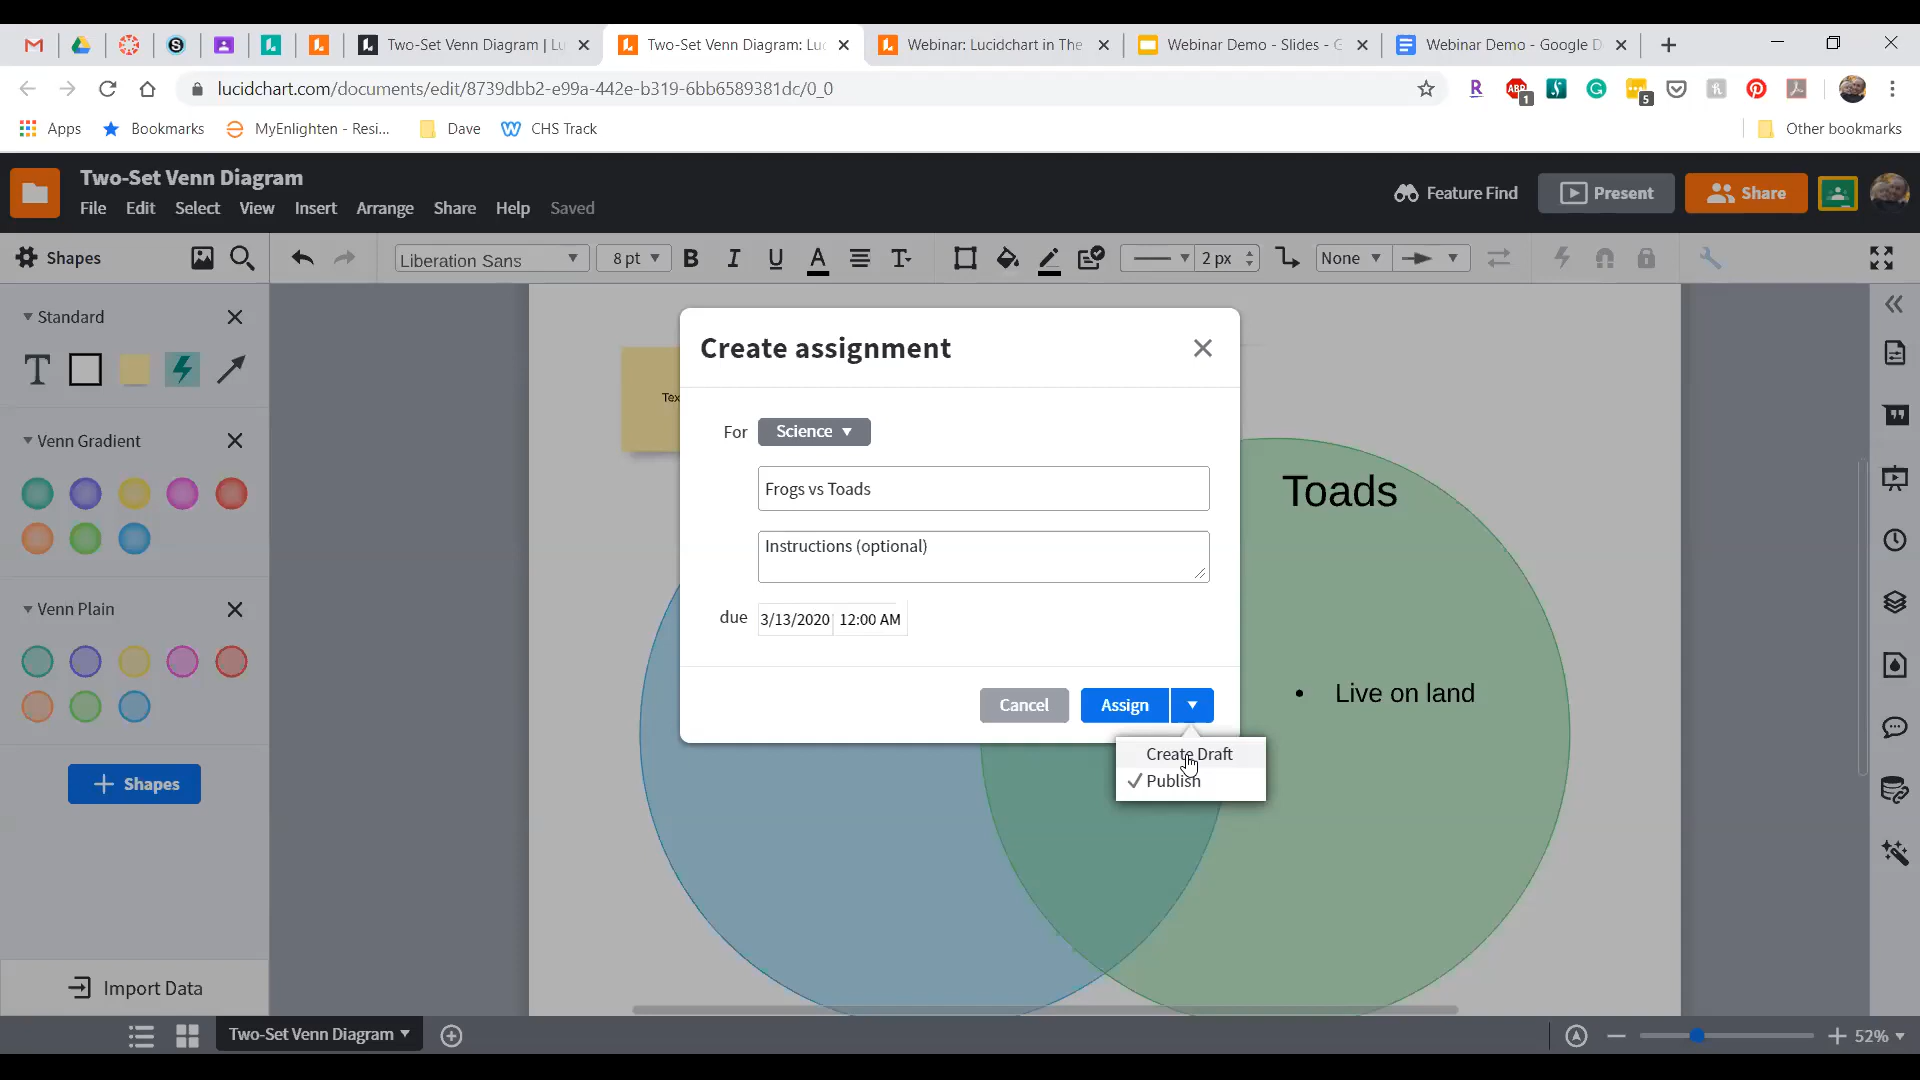 Two-Set Venn Diagram | Lu
Two-Set Venn Diagram: Luc
Webinar: Lucidchart in The
Webinar Demo - Slides - G
Webinar Demo - Google D
lucidchart.com/documents/edit/8739dbb2-e99a-442e-b319-6bb6589381dc/0_0
R
ABP
1
5
Apps
Bookmarks
MyEnlighten - Resi...
Dave
CHS Track
Other bookmarks
Two-Set Venn Diagram
File Edit Select View Insert Arrange Share Help Saved
Feature Find
Present
Share
Shapes
Liberation Sans
8 pt
B I U A T
2 px
None
Standard
T
Venn Gradient
Venn Plain
Shapes
Import Data
Tex
Create assignment
For Science
Frogs vs Toads
Instructions (optional)
due 3/13/2020 12:00 AM
Cancel
Assign
Create Draft
Publish
Toads
• Live on land
Two-Set Venn Diagram
52%